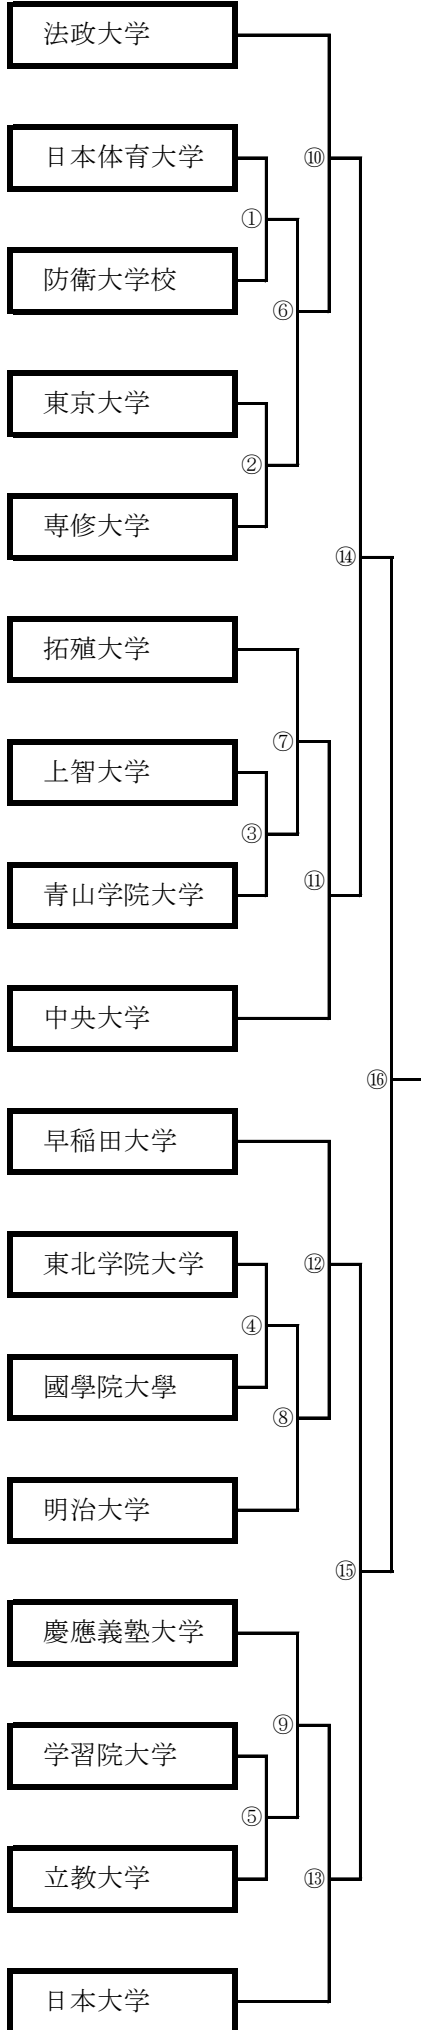 法政大学
日本体育大学
⑩
①
防衛大学校
⑥
東京大学
②
専修大学
⑭
拓殖大学
⑦
上智大学
③
青山学院大学
⑪
中央大学
⑯
早稲田大学
東北学院大学
⑫
④
國學院大學
⑧
明治大学
⑮
慶應義塾大学
⑨
学習院大学
⑤
立教大学
⑬
日本大学